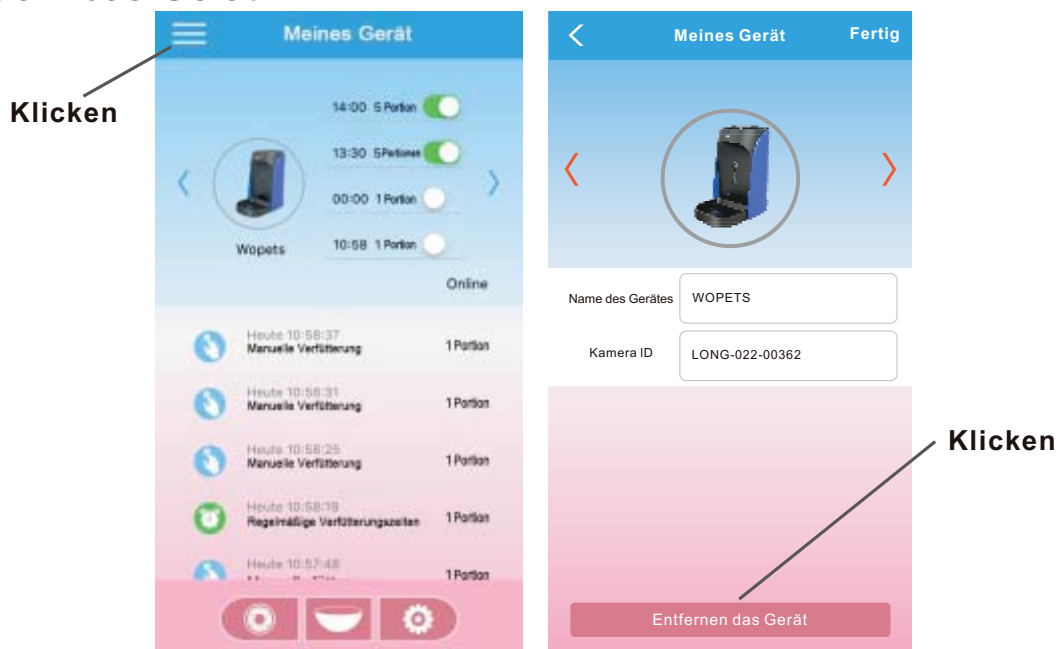 Meines Gerät
Klicken
14:00 5 Portion
13:30 5Portionen
00:00 1 Portion
10:58 1 Portion
Wopets
Online
Heute 10:58:37
Manuelle Verfütterung 1 Portion
Heute 10:58:31
Manuelle Verfütterung 1 Portion
Heute 10:58:25
Manuelle Verfütterung 1 Portion
Heute 10:58:19
Regelmäßige Verfütterungszeiten 1 Portion
Heute 10:57:48
1 Portion
Meines Gerät Fertig
Name des Gerätes WOPETS
Kamera ID LONG-022-00362
Klicken
Entfernen das Gerät